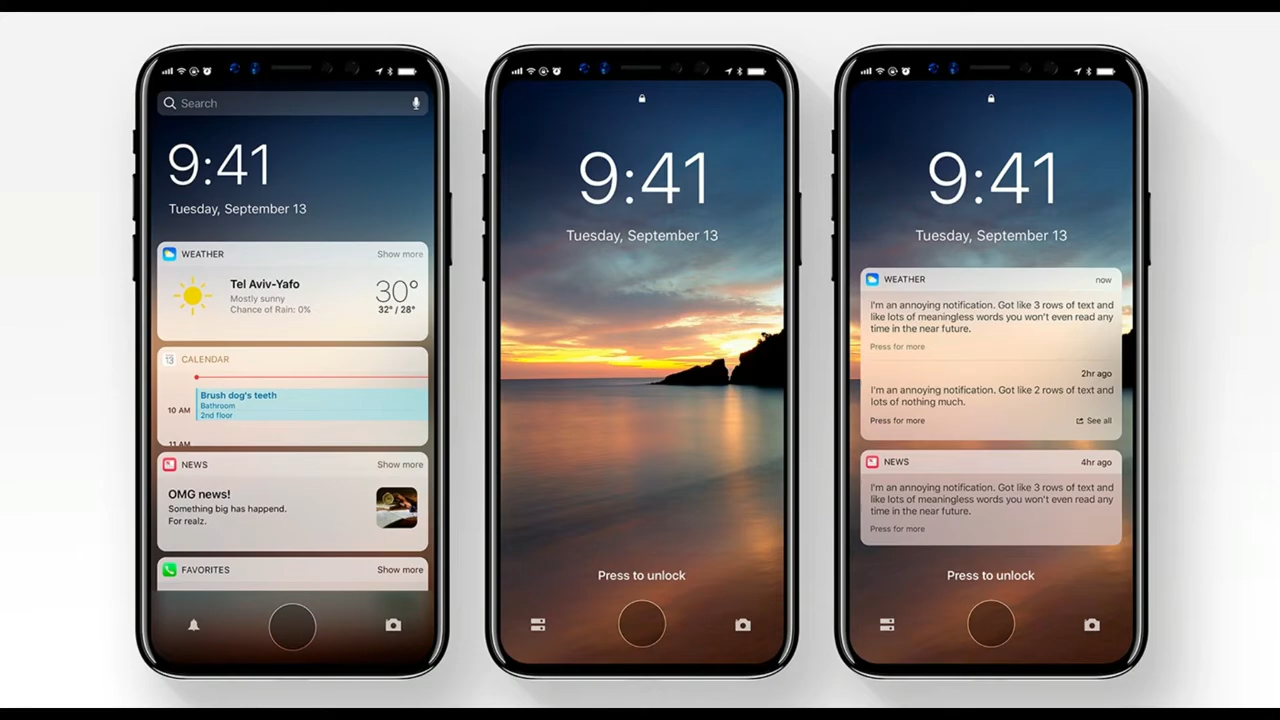 Search
9:41
Tuesday, September 13
WEATHER
Show more
Tel Aviv-Yafo
Mostly sunny
Chance of Rain: 0%
30°
32° / 28°
13
CALENDAR
10 AM
Brush dog's teeth
Bathroom
2nd floor
11 AM
NEWS
Show more
OMG news!
Something big has happend.
For realz.
FAVORITES
Show more
9:41
Tuesday, September 13
Press to unlock
9:41
Tuesday, September 13
WEATHER
now
I'm an annoying notification. Got like 3 rows of text and
like lots of meaningless words you won't even read any
time in the near future.
Press for more
2hr ago
I'm an annoying notification. Got like 2 rows of text and
lots of nothing much.
Press for more
See all
NEWS
4hr ago
I'm an annoying notification. Got like 3 rows of text and
like lots of meaningless words you won't even read any
time in the near future.
Press for more
Press to unlock